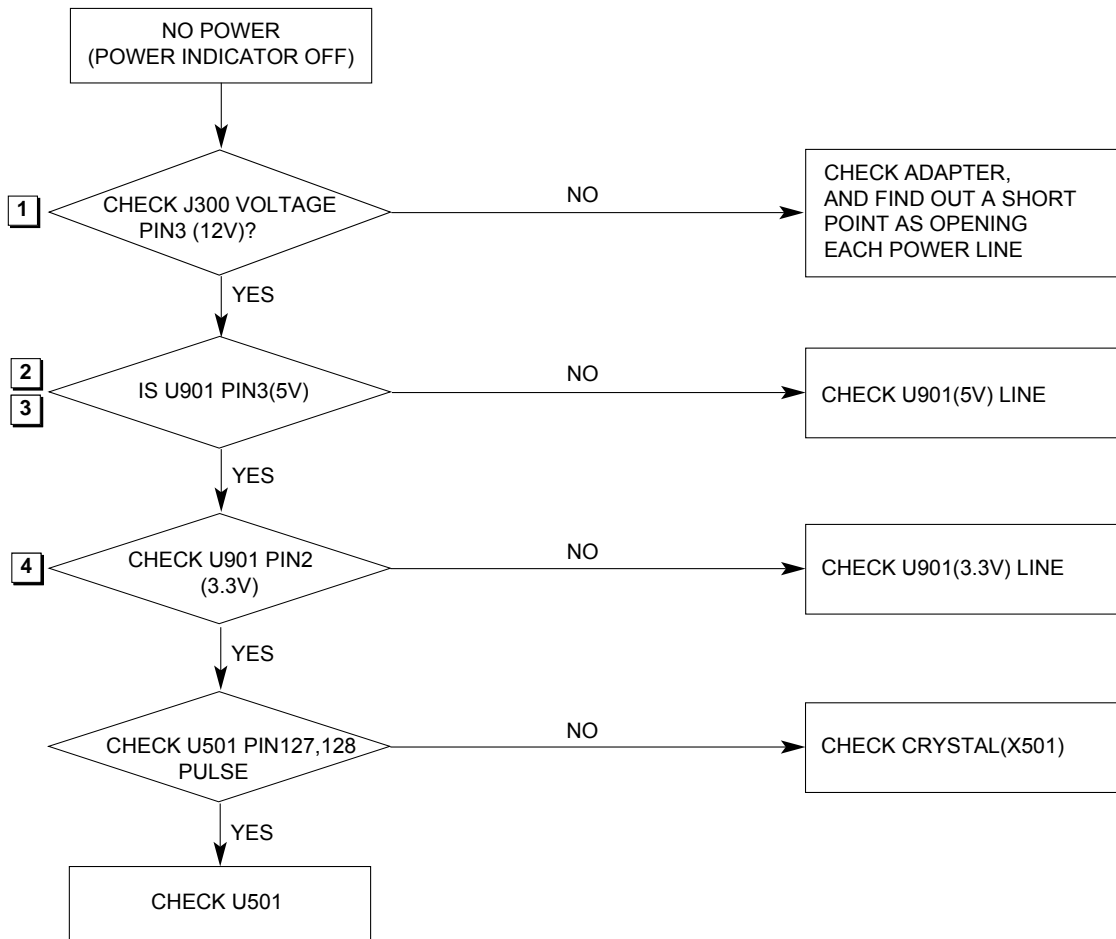 NO POWER
(POWER INDICATOR OFF)
1
CHECK J300 VOLTAGE
PIN3 (12V)?
NO
CHECK ADAPTER,
AND FIND OUT A SHORT
POINT AS OPENING
EACH POWER LINE
YES
2
3
IS U901 PIN3(5V)
NO
CHECK U901(5V) LINE
YES
4
CHECK U901 PIN2
(3.3V)
NO
CHECK U901(3.3V) LINE
YES
CHECK U501 PIN127,128
PULSE
NO
CHECK CRYSTAL(X501)
YES
CHECK U501